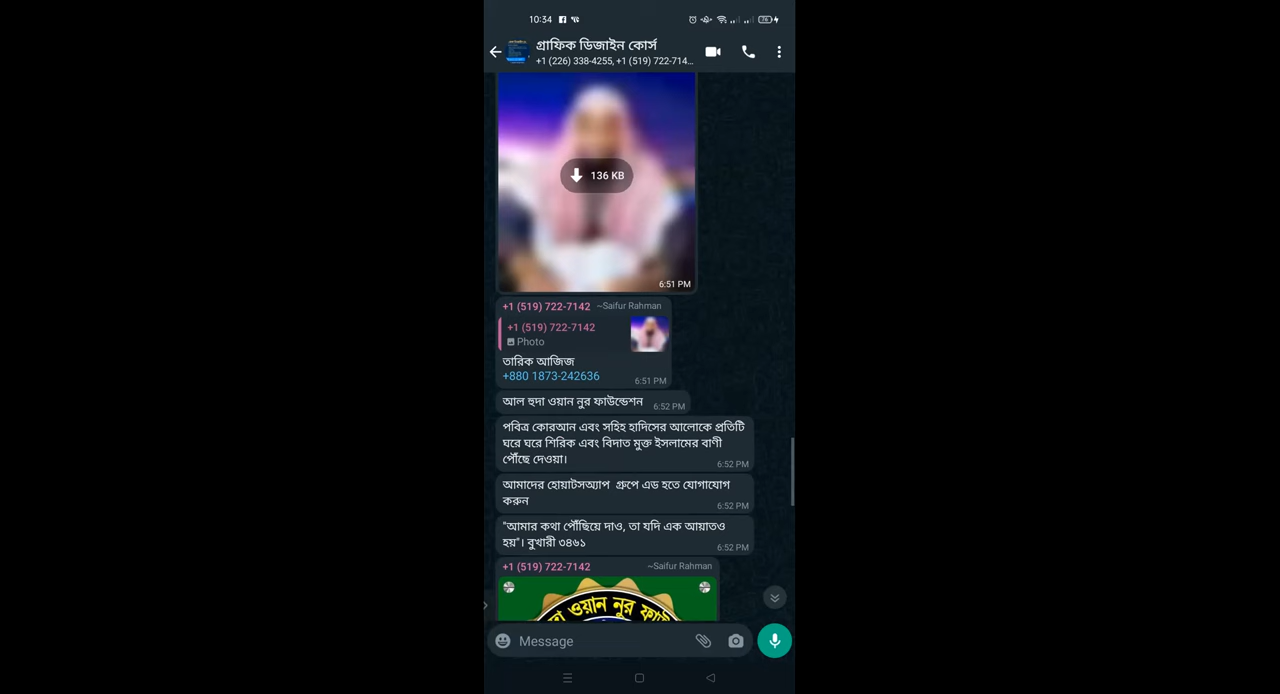 10:34
76
গ্রাফিক ডিজাইন কোর্স
+1 (226) 338-4255, +1 (519) 722-714...
136 KB
6:51 PM
+1 (519) 722-7142 ~Saifur Rahman
+1 (519) 722-7142
Photo
তারিক আজিজ
+880 1873-242636
6:51 PM
আল হুদা ওয়ান নুর ফাউন্ডেশন
6:52 PM
পবিত্র কোরআন এবং সহিহ হাদিসের আলোকে প্রতিটি
ঘরে ঘরে শিরিক এবং বিদাত মুক্ত ইসলামের বাণী
পৌঁছে দেওয়া।
6:52 PM
আমাদের হোয়াটসঅ্যাপ গ্রুপে এড হতে যোগাযোগ
করুন
6:52 PM
"আমার কথা পৌঁছিয়ে দাও, তা যদি এক আয়াতও
হয়"। বুখারী ৩৪৬১
6:52 PM
+1 (519) 722-7142 ~Saifur Rahman
ওয়ান নুর
Message